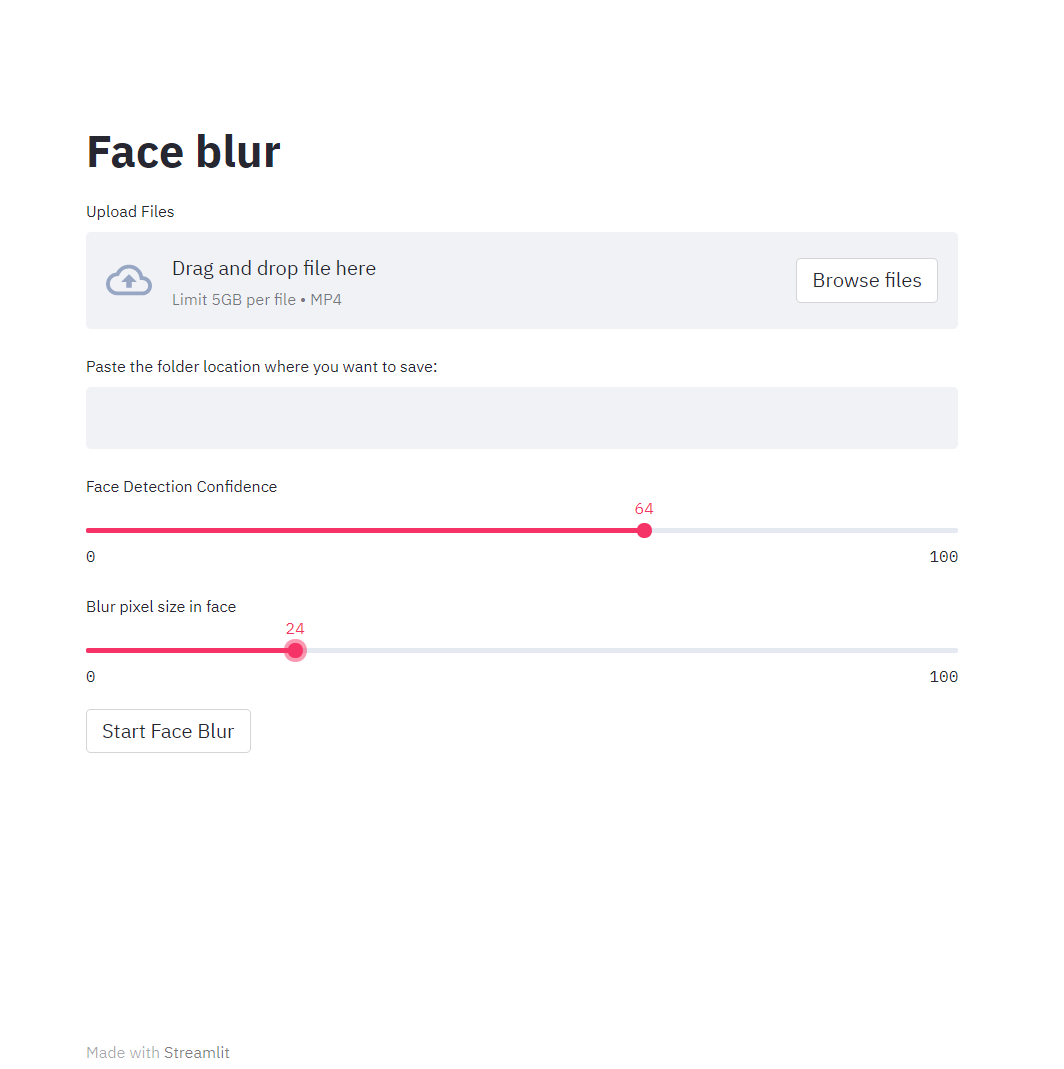 Face blur
Upload Files
Drag and drop file here
Limit 5GB per file • MP4
Browse files
Paste the folder location where you want to save:
Face Detection Confidence
64
0
100
Blur pixel size in face
24
0
100
Start Face Blur
Made with Streamlit